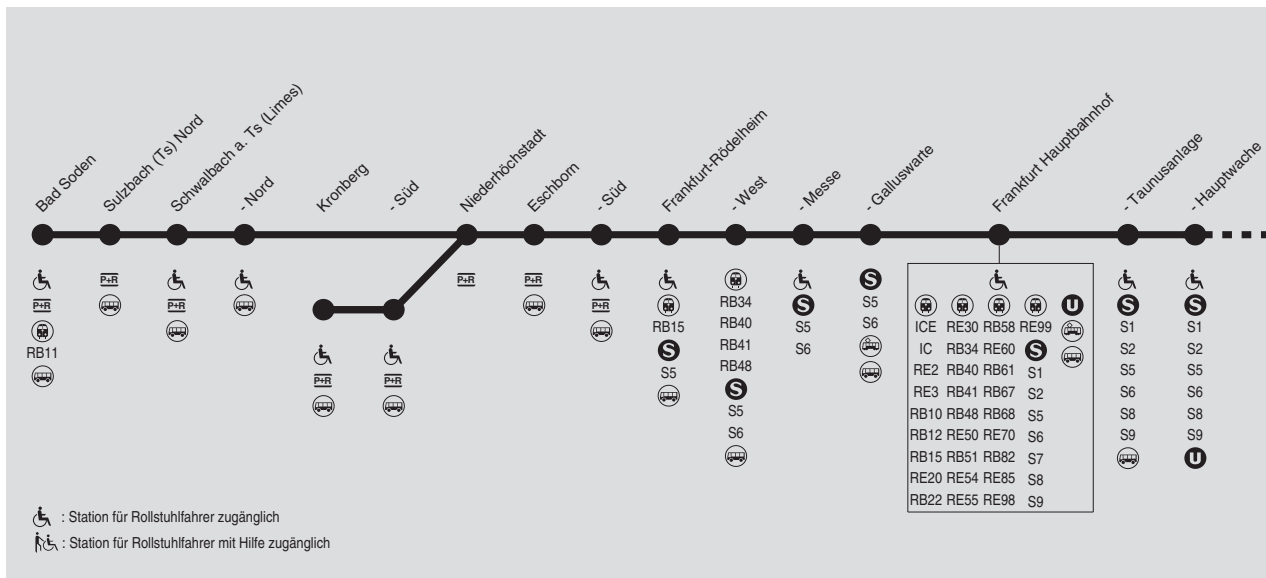 Bad Soden
Sulzbach (Ts) Nord
Schwalbach a. Ts (Limes)
- Nord
Kronberg
- Süd
Niederhöchstadt
Eschborn
- Süd
Frankfurt-Rödelheim
- West
- Messe
- Galluswarte
Frankfurt Hauptbahnhof
- Taunusanlage
- Hauptwache
P+R
RB11
P+R
P+R
P+R
P+R
P+R
P+R
P+R
RB15
S
S5
RB34
RB40
RB41
RB48
S
S5
S6
S
S5
S6
S
S5
S6
U
ICE RE30 RB58 RE99
IC RB34 RE60 S
RE2 RB40 RB61 S1
RE3 RB41 RB67 S2
RB10 RB48 RB68 S5
RB12 RE50 RE70 S6
RB15 RB51 RB82 S7
RE20 RE54 RE85 S8
RB22 RE55 RE98 S9
S
S1
S2
S5
S6
S8
S9
S
S1
S2
S5
S6
S8
S9
U
: Station für Rollstuhlfahrer zugänglich
: Station für Rollstuhlfahrer mit Hilfe zugänglich